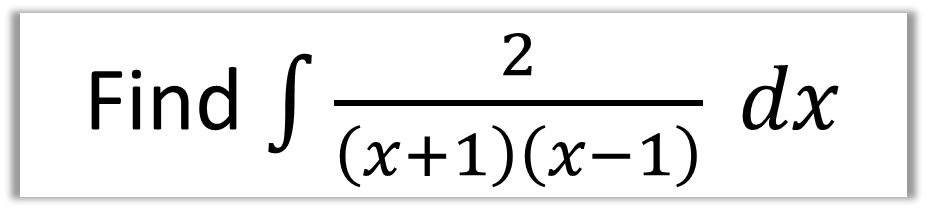 Find ∫ 2/((x+1)(x−1)) dx